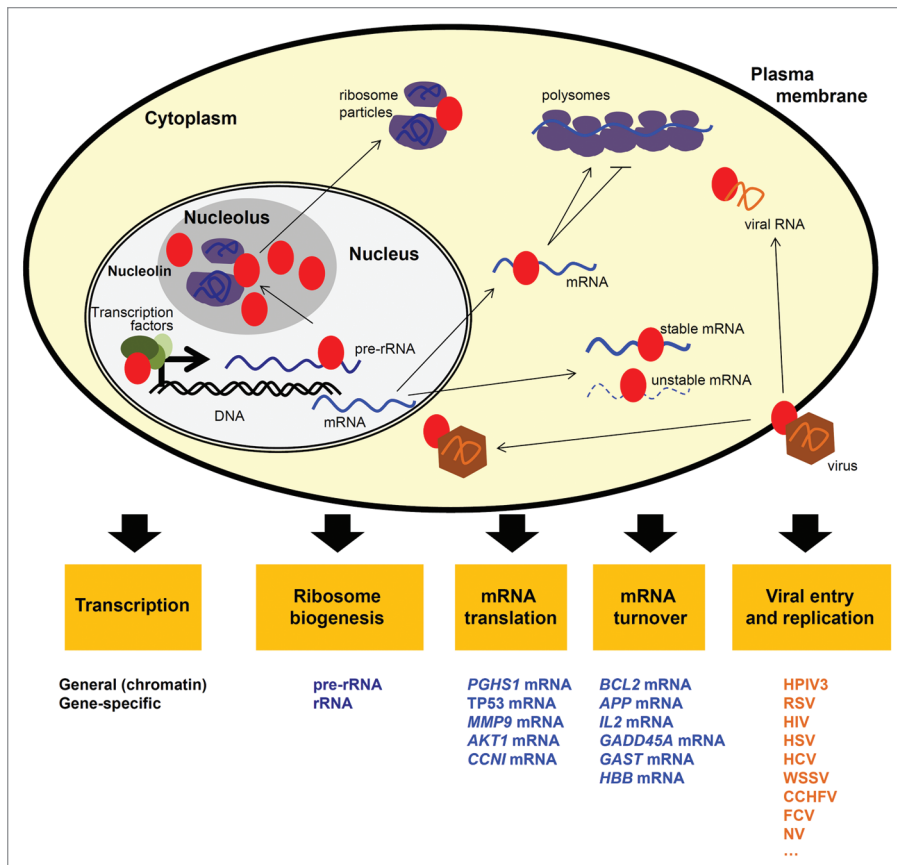 Plasma
membrane
Cytoplasm
ribosome
particles
polysomes
viral RNA
Nucleolus
Nucleus
Nucleolin
mRNA
Transcription
factors
pre-rRNA
stable mRNA
unstable mRNA
DNA
mRNA
virus
Transcription
Ribosome
biogenesis
mRNA
translation
mRNA
turnover
Viral entry
and replication
General (chromatin)
Gene-specific
pre-rRNA
rRNA
PGHS1 mRNA
TP53 mRNA
MMP9 mRNA
AKT1 mRNA
CCNI mRNA
BCL2 mRNA
APP mRNA
IL2 mRNA
GADD45A mRNA
GAST mRNA
HBB mRNA
HPIV3
RSV
HIV
HSV
HCV
WSSV
CCHFV
FCV
NV
...